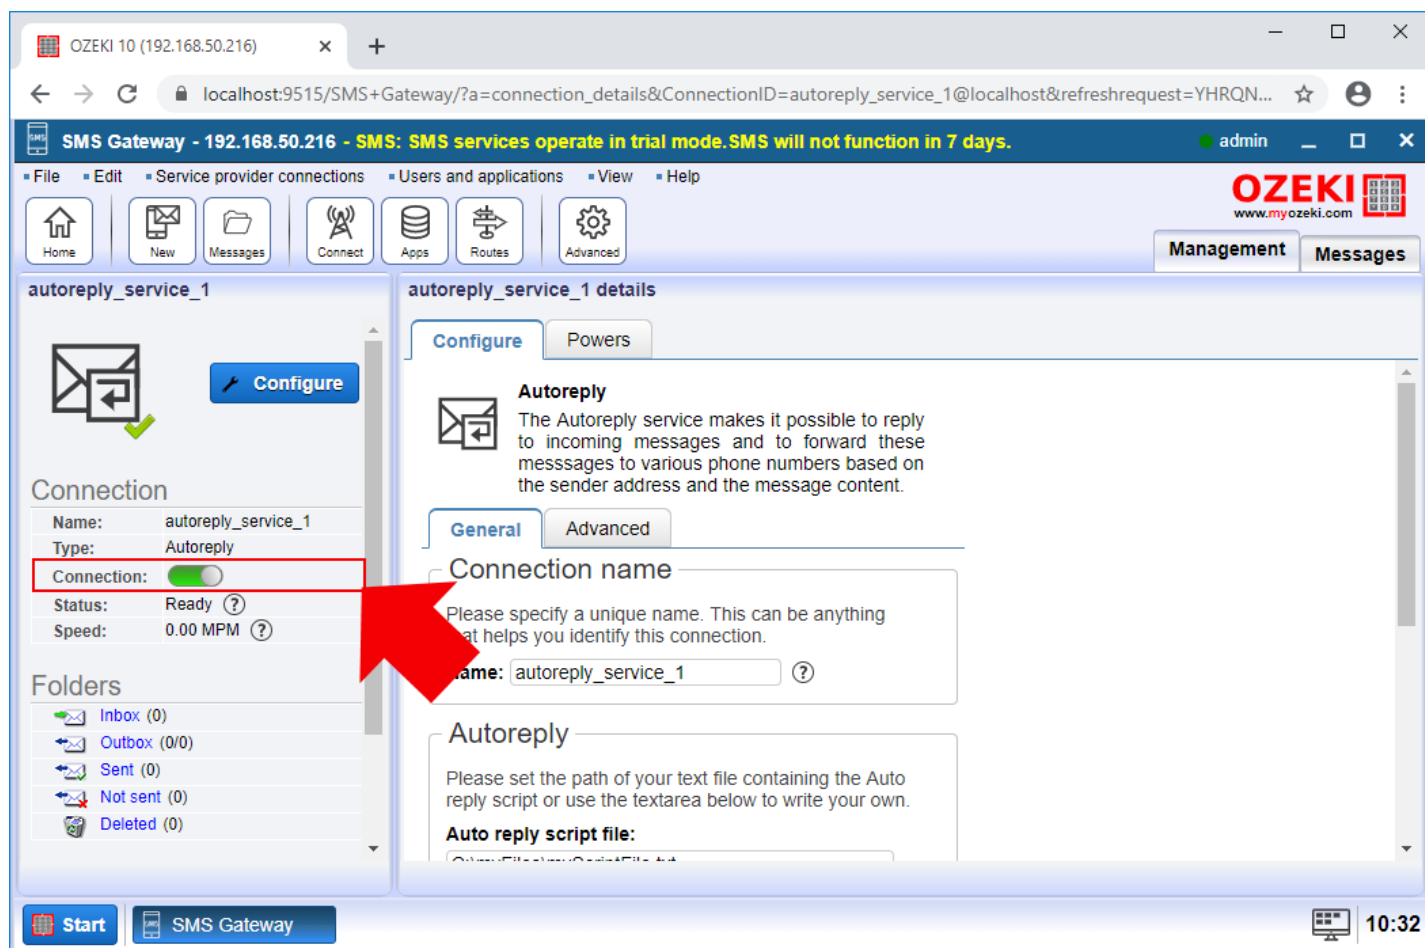 OZEKI 10 (192.168.50.216)
localhost:9515/SMS+Gateway/?a=connection_details&ConnectionID=autoreply_service_1@localhost&refreshrequest=YHRQN...
SMS
SMS Gateway - 192.168.50.216 - SMS: SMS services operate in trial mode.SMS will not function in 7 days.
admin
File Edit Service provider connections Users and applications View Help
OZEKI
www.myozeki.com
Home New Messages Connect Apps Routes Advanced
Management Messages
autoreply_service_1
Configure
Connection
Name: autoreply_service_1
Type: Autoreply
Connection:
Status: Ready ?
Speed: 0.00 MPM ?
Folders
Inbox (0)
Outbox (0/0)
Sent (0)
Not sent (0)
Deleted (0)
autoreply_service_1 details
Configure Powers
Autoreply
The Autoreply service makes it possible to reply
to incoming messages and to forward these
messsages to various phone numbers based on
the sender address and the message content.
General Advanced
Connection name
Please specify a unique name. This can be anything
helps you identify this connection.
autoreply_service_1 ?
Autoreply
Please set the path of your text file containing the Auto
reply script or use the textarea below to write your own.
Auto reply script file:
Start SMS Gateway 10:32